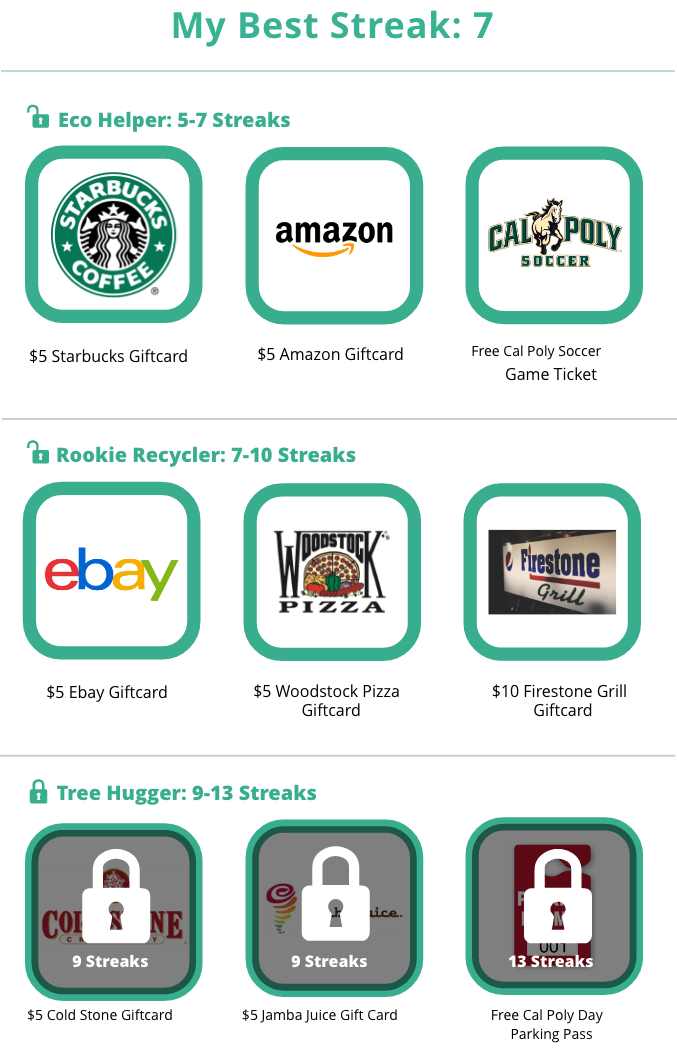 My Best Streak: 7
Eco Helper: 5-7 Streaks
STARBUCKS
COFFEE
®
amazon
CAL POLY
SOCCER
$5 Starbucks Giftcard
$5 Amazon Giftcard
Free Cal Poly Soccer
Game Ticket
Rookie Recycler: 7-10 Streaks
ebay
WOODSTOCK'S
PIZZA
Firestone
Grill
$5 Ebay Giftcard
$5 Woodstock Pizza
Giftcard
$10 Firestone Grill
Giftcard
Tree Hugger: 9-13 Streaks
001
9 Streaks
9 Streaks
13 Streaks
$5 Cold Stone Giftcard
$5 Jamba Juice Gift Card
Free Cal Poly Day
Parking Pass